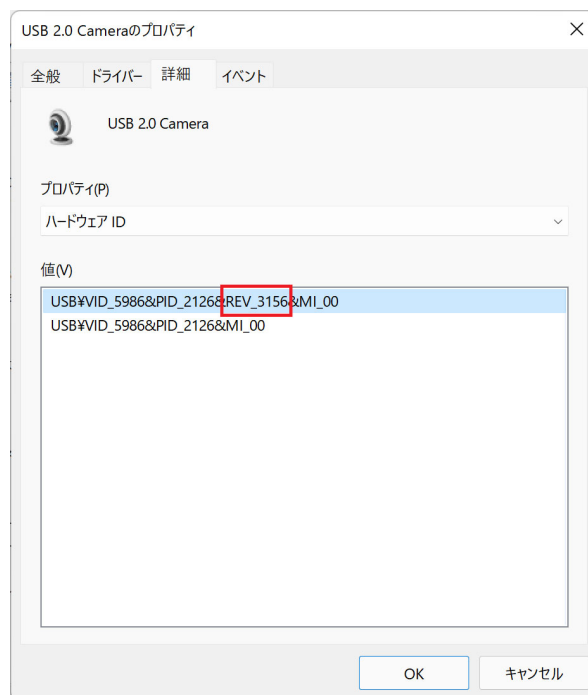 USB 2.0 Cameraのプロパティ
全般 ドライバー 詳細 イベント
USB 2.0 Camera
プロパティ(P)
ハードウェア ID
値(V)
USB¥VID_5986&PID_2126&REV_3156&MI_00
USB¥VID_5986&PID_2126&MI_00
OK キャンセル